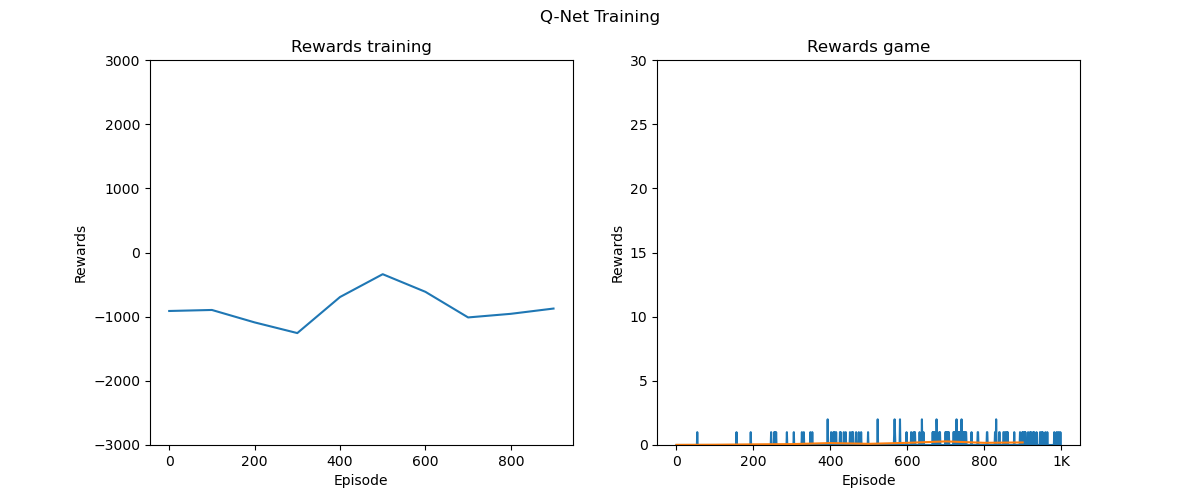 Q-Net Training
Rewards training
3000
2000
1000
0
−1000
−2000
−3000
Rewards
0 200 400 600 800
Episode
Rewards game
30
25
20
15
10
5
0
Rewards
0 200 400 600 800 1K
Episode